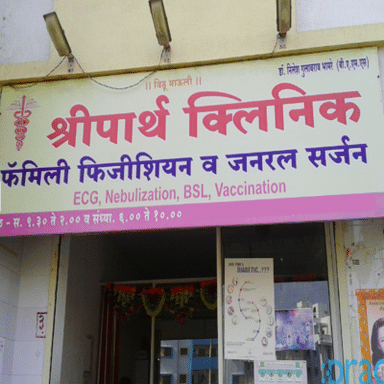 ।। विठू माऊली ।।
डॉ. निलेश गुलाबराव भामरे (बी.ए.एम.एस)
श्रीपार्थ क्लिनिक
फॅमिली फिजीशियन व जनरल सर्जन
ECG, Nebulization, BSL, Vaccination
- स. ९.३० ते २.०० व संध्या. ६.०० ते १०.००
DIABETIC..???